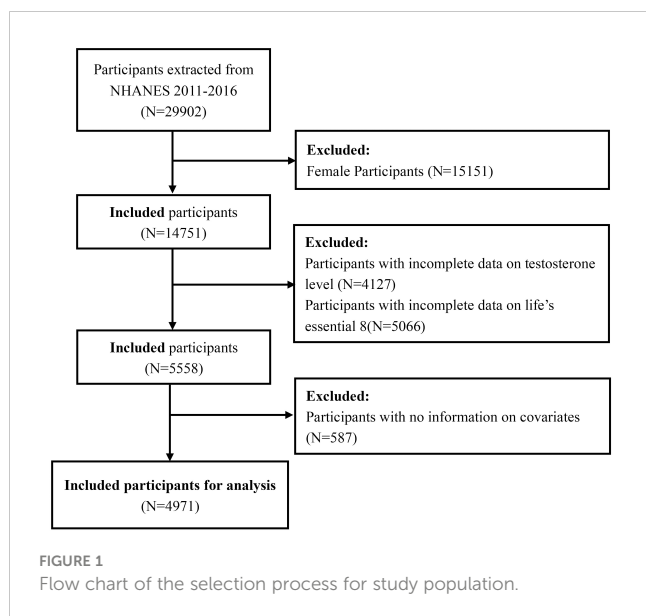 Participants extracted from
NHANES 2011-2016
(N=29902)
Excluded:
Female Participants (N=15151)
Included participants
(N=14751)
Excluded:
Participants with incomplete data on testosterone
level (N=4127)
Participants with incomplete data on life's
essential 8(N=5066)
Included participants
(N=5558)
Excluded:
Participants with no information on covariates
(N=587)
Included participants for analysis
(N=4971)
FIGURE 1
Flow chart of the selection process for study population.